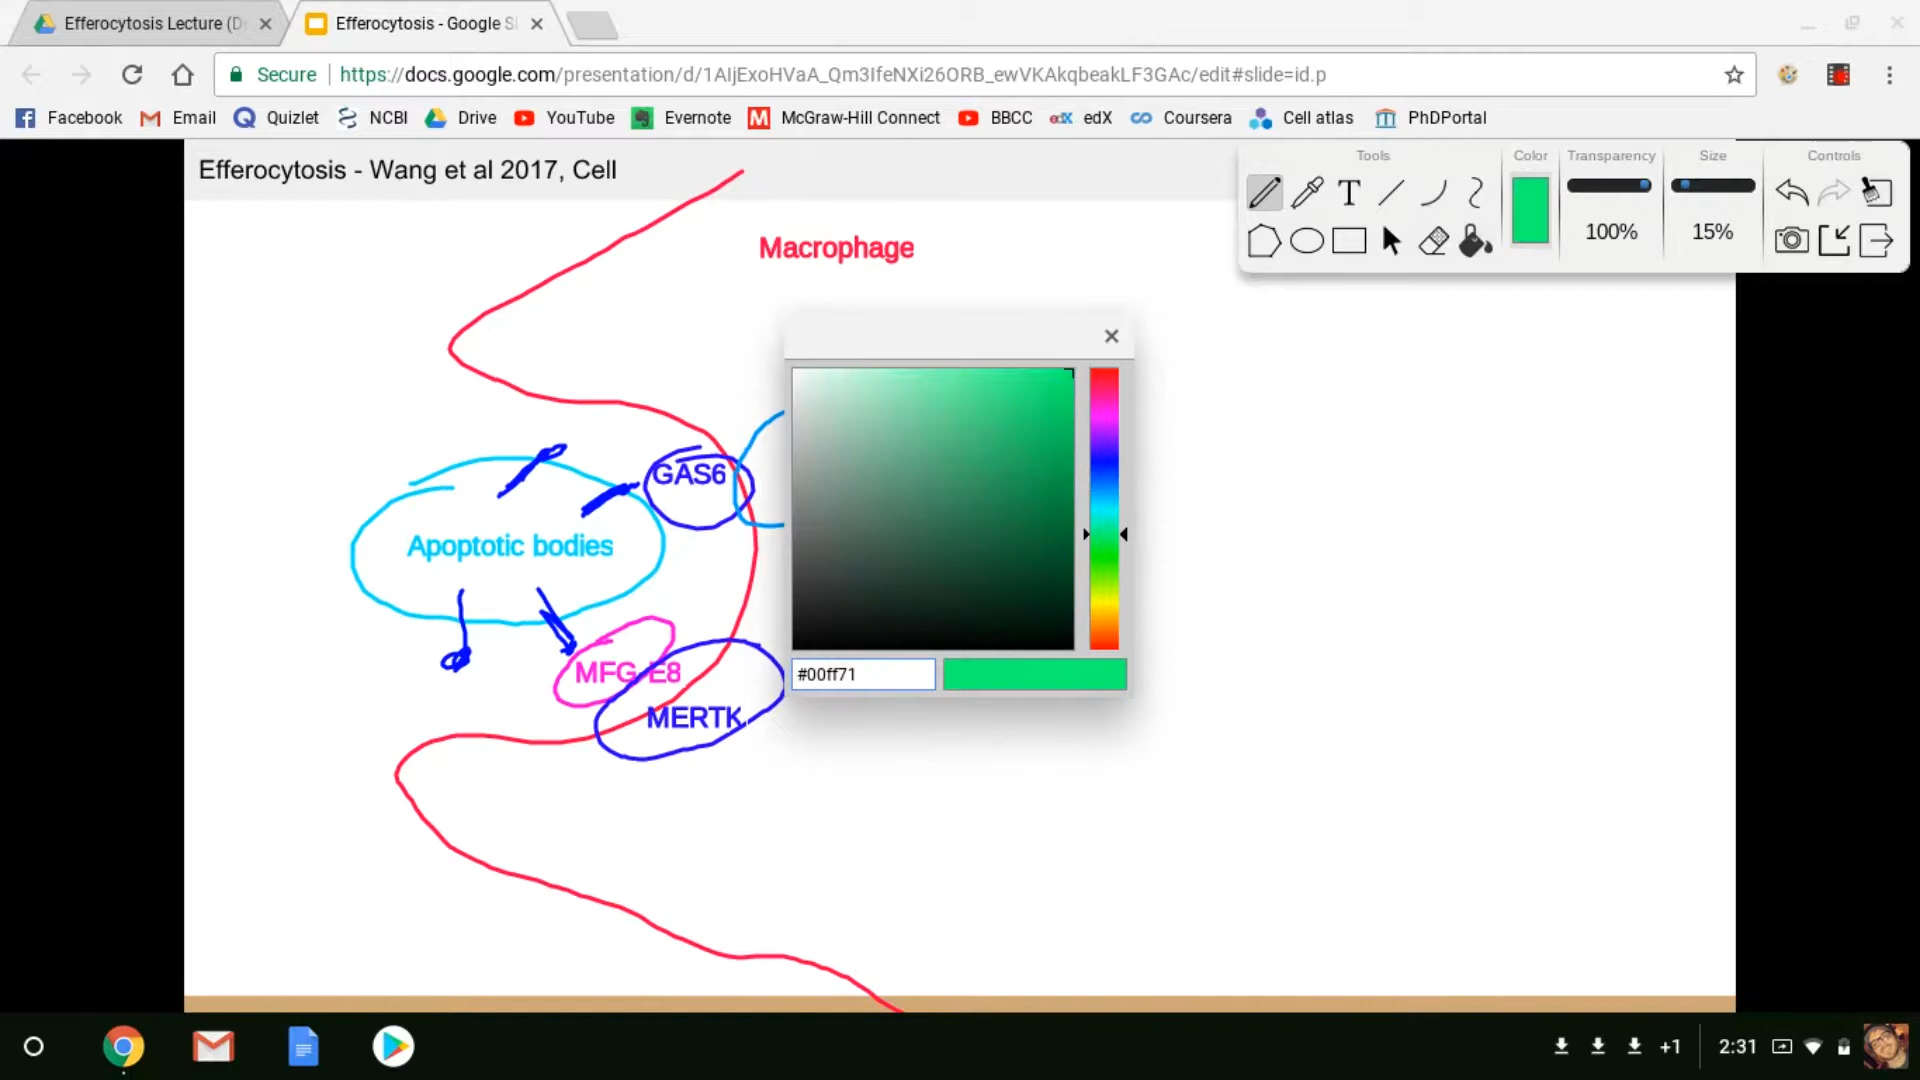 Efferocytosis Lecture (D
Efferocytosis - Google Sl
Secure
https://docs.google.com/presentation/d/1AIjExoHVaA_Qm3IfeNXi26ORB_ewVKAkqbeakLF3GAc/edit#slide=id.p
Facebook Email Quizlet NCBI Drive YouTube Evernote McGraw-Hill Connect BBCC edX Coursera Cell atlas PhDPortal
Efferocytosis - Wang et al 2017, Cell
Tools Color Transparency Size Controls
T
100% 15%
Macrophage
GAS6
Apoptotic bodies
MFG-E8
#00ff71
MERTK
+1 2:31